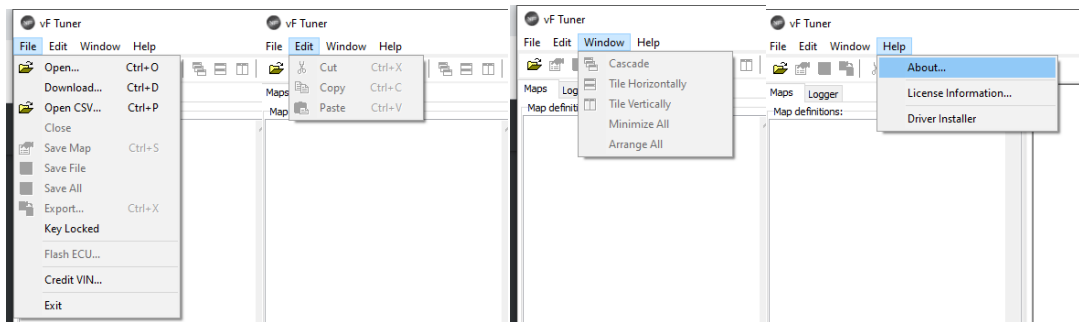 vF Tuner
File Edit Window Help
Open... Ctrl+O
Download... Ctrl+D
Open CSV... Ctrl+P
Close
Save Map Ctrl+S
Save File
Save All
Export... Ctrl+X
Key Locked
Flash ECU...
Credit VIN...
Exit
vF Tuner
File Edit Window Help
Cut Ctrl+X
Copy Ctrl+C
Paste Ctrl+V
Maps
Map
vF Tuner
File Edit Window Help
Cascade
Tile Horizontally
Tile Vertically
Minimize All
Arrange All
Maps Log
Map definiti
vF Tuner
File Edit Window Help
About...
License Information...
Driver Installer
Maps Logger
Map definitions: